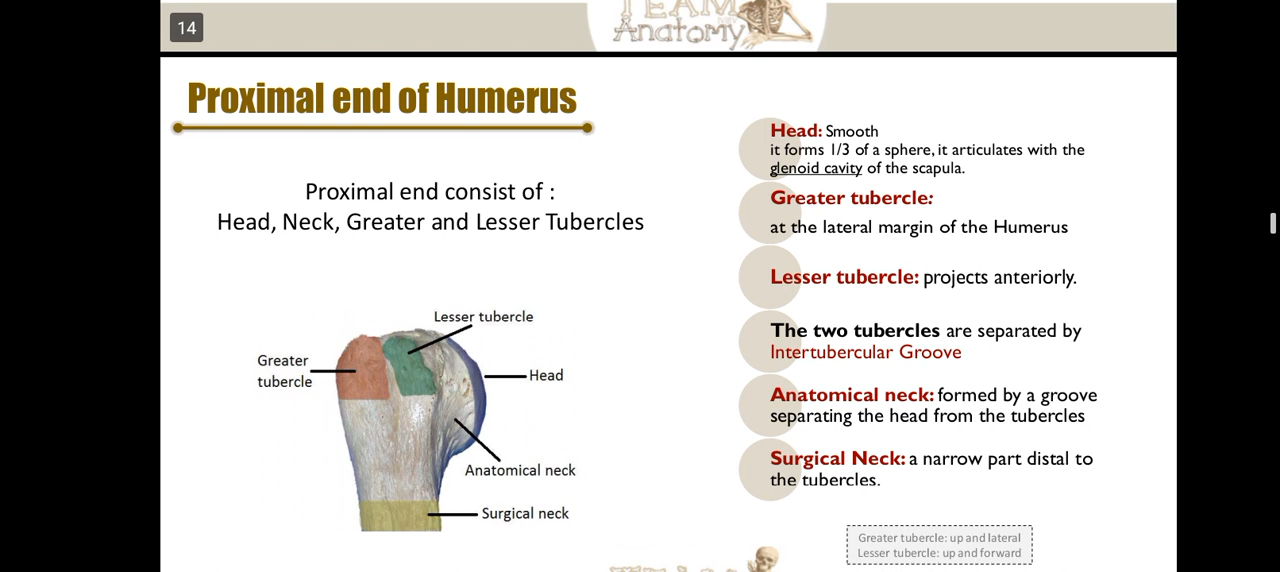 14
TEAM
Anatomy
Proximal end of Humerus
Proximal end consist of :
Head, Neck, Greater and Lesser Tubercles
Lesser tubercle
Greater
tubercle
Head
Anatomical neck
Surgical neck
Head: Smooth
it forms 1/3 of a sphere, it articulates with the
glenoid cavity of the scapula.
Greater tubercle:
at the lateral margin of the Humerus
Lesser tubercle: projects anteriorly.
The two tubercles are separated by
Intertubercular Groove
Anatomical neck: formed by a groove
separating the head from the tubercles
Surgical Neck: a narrow part distal to
the tubercles.
Greater tubercle: up and lateral
Lesser tubercle: up and forward